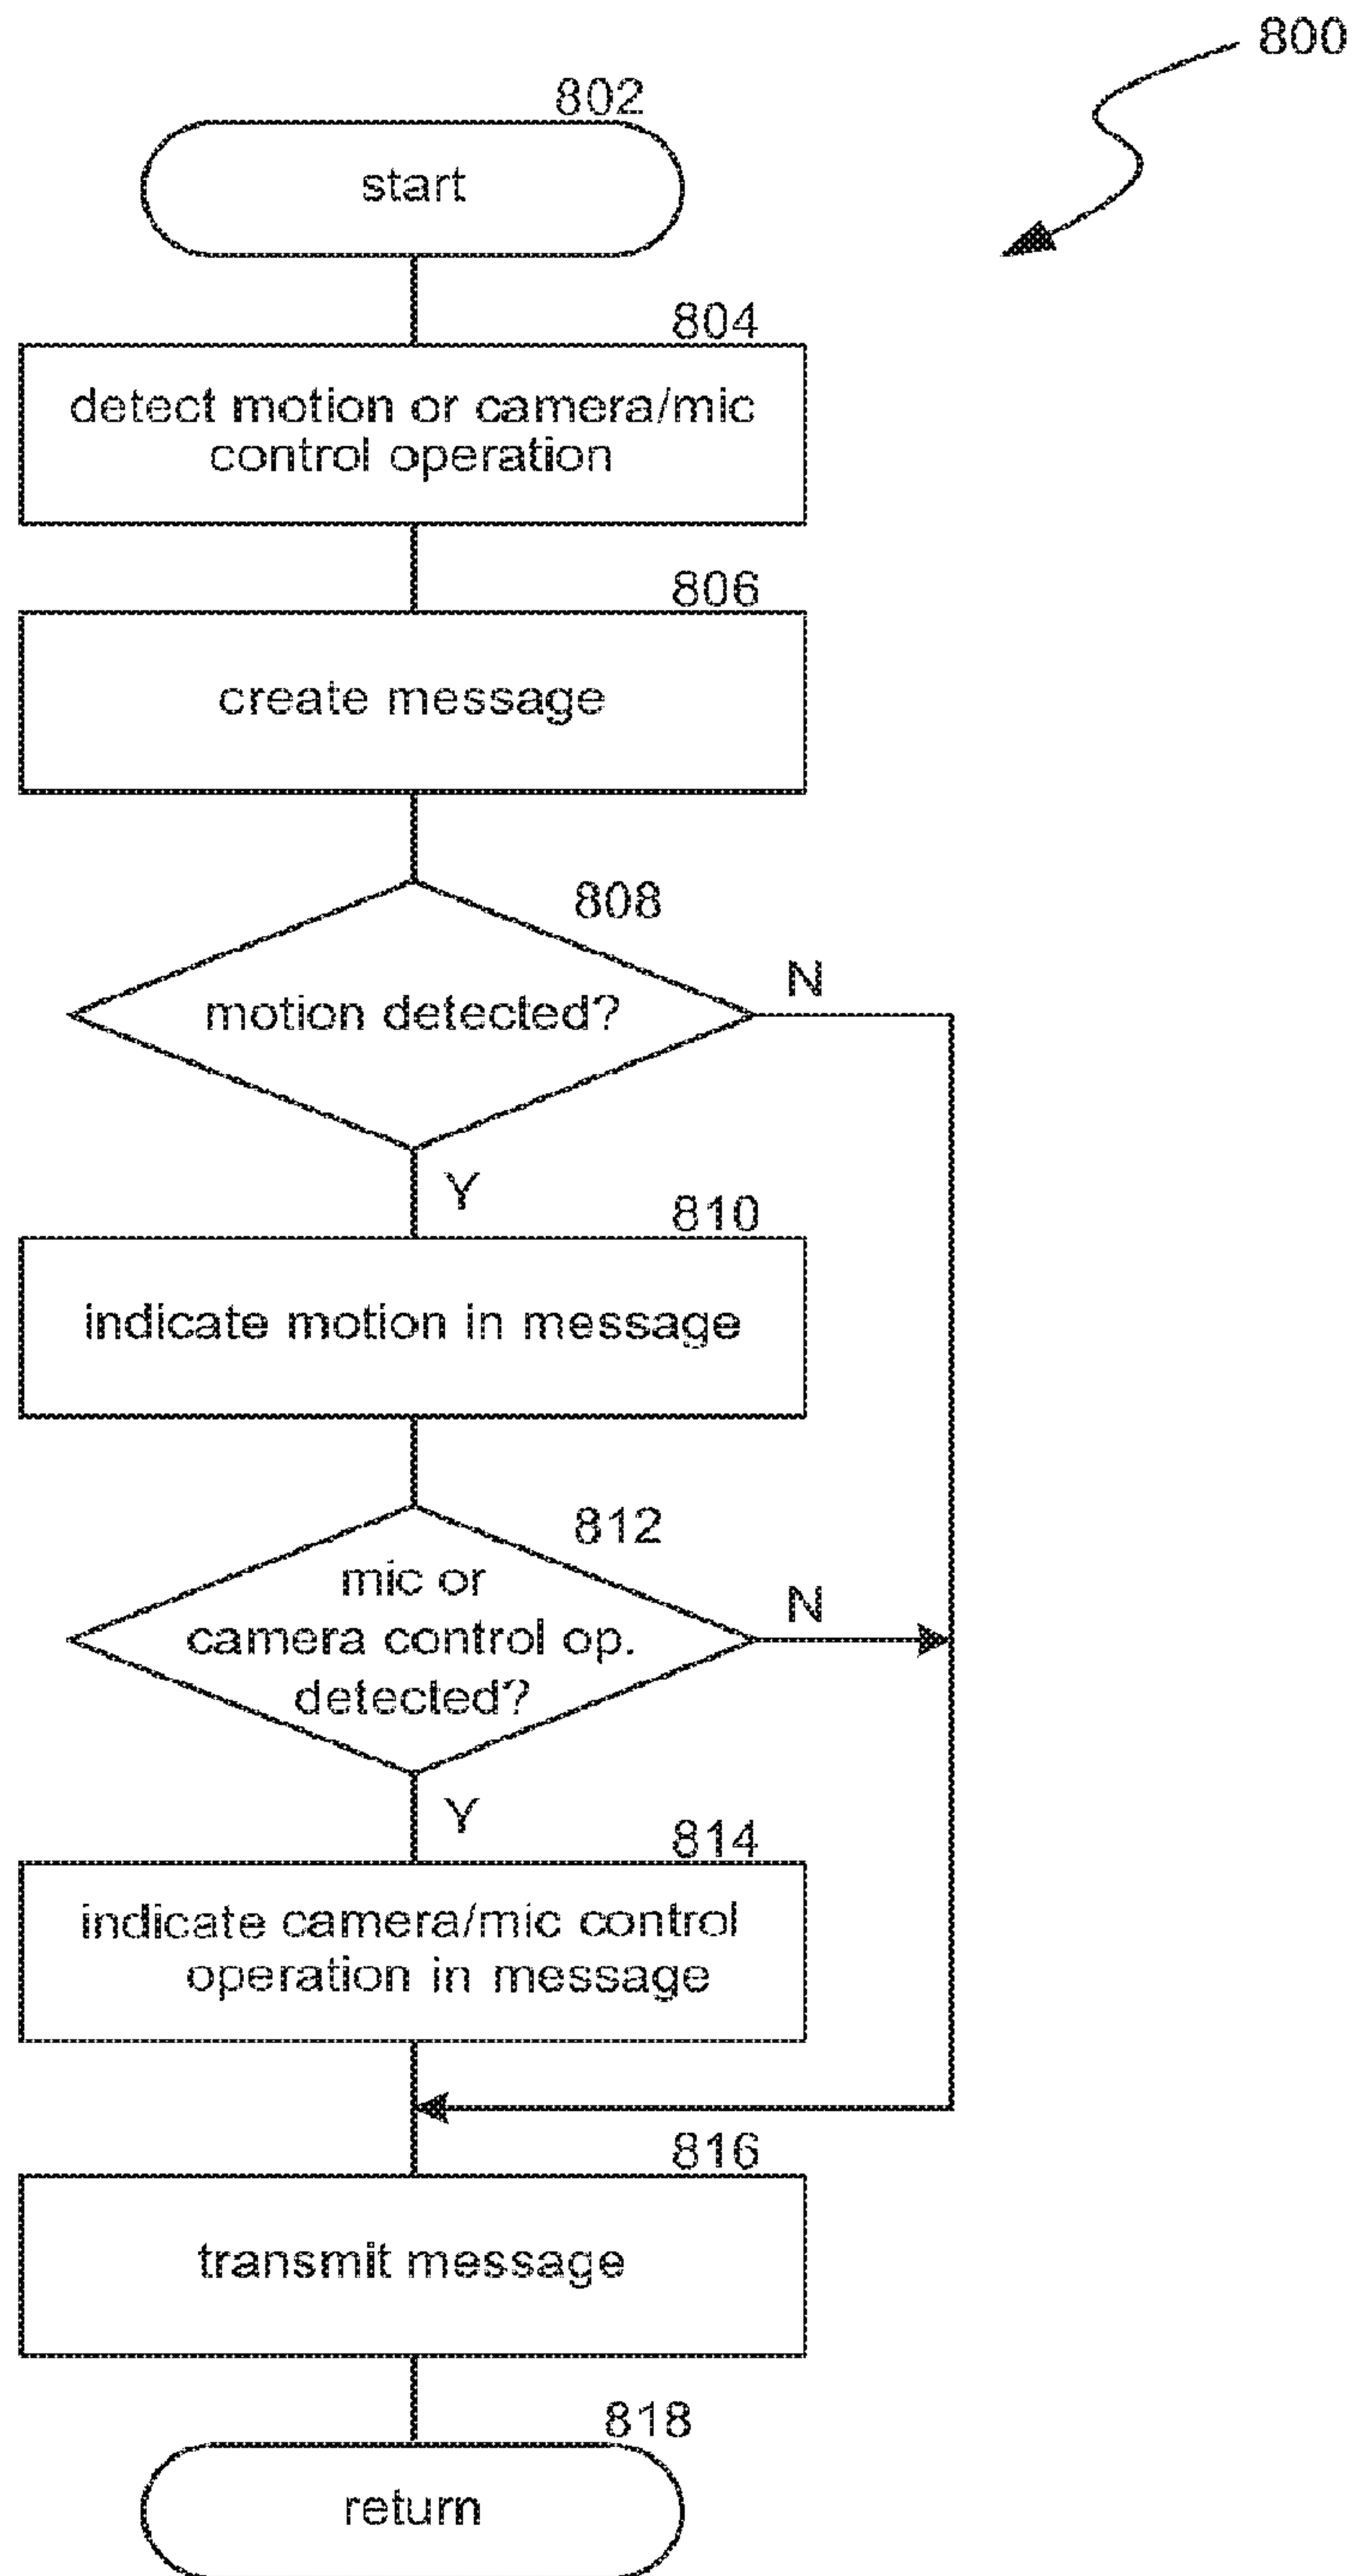 800
802
start
804
detect motion or camera/mic
control operation
806
create message
808
motion detected?
N
Y
810
indicate motion in message
812
mic or
camera control op.
detected?
N
Y
814
indicate camera/mic control
operation in message
816
transmit message
818
return